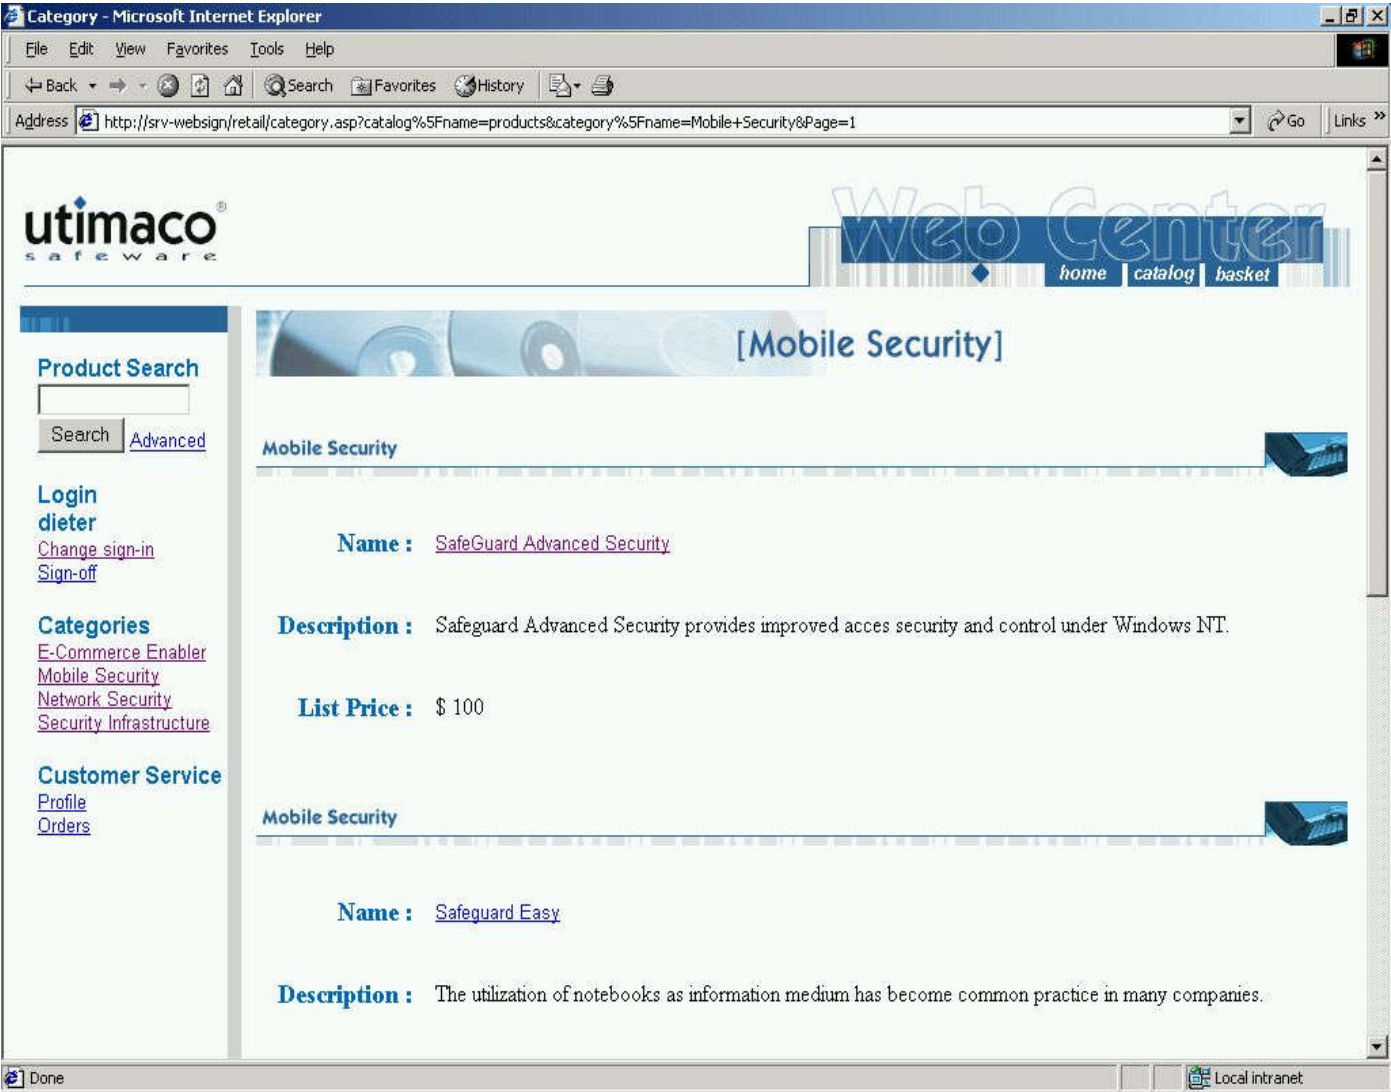 Category - Microsoft Internet Explorer
File Edit View Favorites Tools Help
Back Search Favorites History
Address http://srv-websign/retail/category.asp?catalog%5Fname=products&category%5Fname=Mobile+Security&Page=1 Go Links »
utimaco®
safeware
Web Center
home catalog basket
[Mobile Security]
Product Search
Search Advanced
Login
dieter
Change sign-in
Sign-off
Categories
E-Commerce Enabler
Mobile Security
Network Security
Security Infrastructure
Customer Service
Profile
Orders
Mobile Security
Name : SafeGuard Advanced Security
Description : Safeguard Advanced Security provides improved acces security and control under Windows NT.
List Price : $ 100
Mobile Security
Name : Safeguard Easy
Description : The utilization of notebooks as information medium has become common practice in many companies.
Done Local intranet